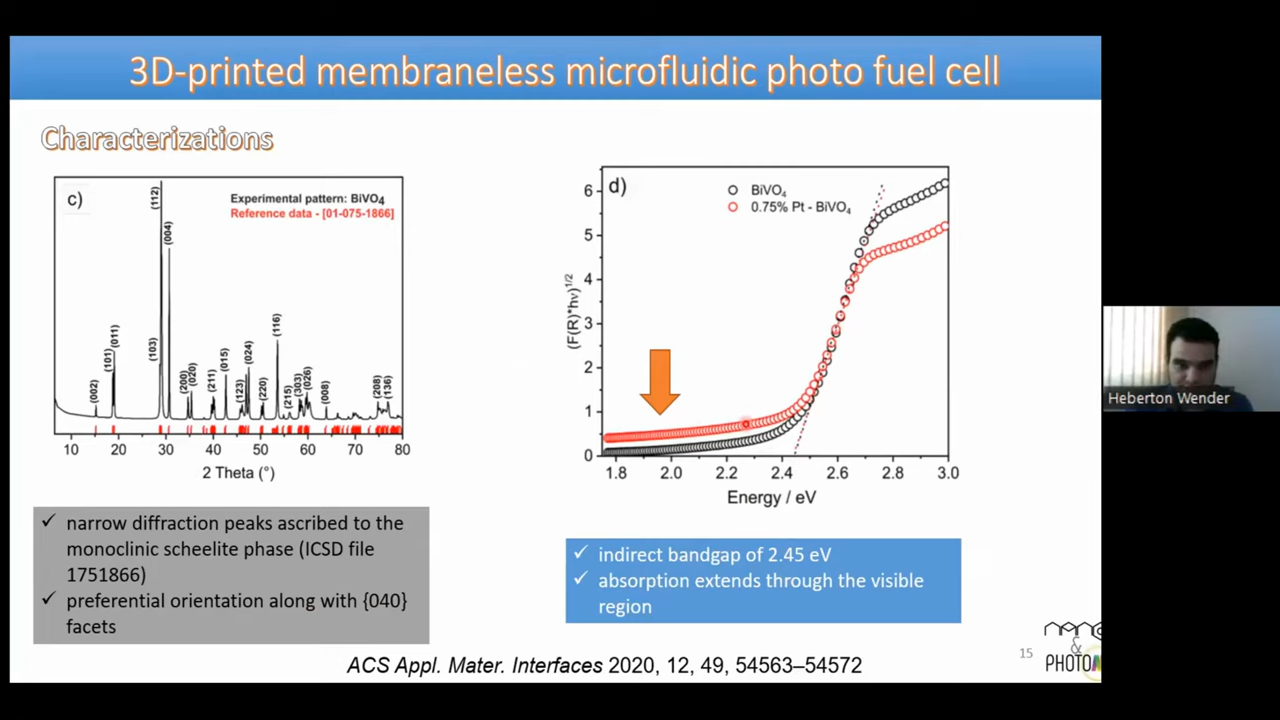 3D-printed membraneless microfluidic photo fuel cell
Characterizations
c)
Experimental pattern: BiVO₄
Reference data - [01-075-1866]
(002)
(101)
(011)
(103)
(112)
(004)
(200)
(020)
(211)
(015)
(123)
(024)
(220)
(116)
(215)
(303)
(026)
(008)
(208)
(136)
10 20 30 40 50 60 70 80
2 Theta (°)
d)
BiVO₄
0.75% Pt - BiVO₄
(F(R)*hν)^1/2
6
5
4
3
2
1
0
1.8 2.0 2.2 2.4 2.6 2.8 3.0
Energy / eV
✓ narrow diffraction peaks ascribed to the
monoclinic scheelite phase (ICSD file
1751866)
✓ preferential orientation along with {040}
facets
✓ indirect bandgap of 2.45 eV
✓ absorption extends through the visible
region
ACS Appl. Mater. Interfaces 2020, 12, 49, 54563–54572
15
&
Heberton Wender